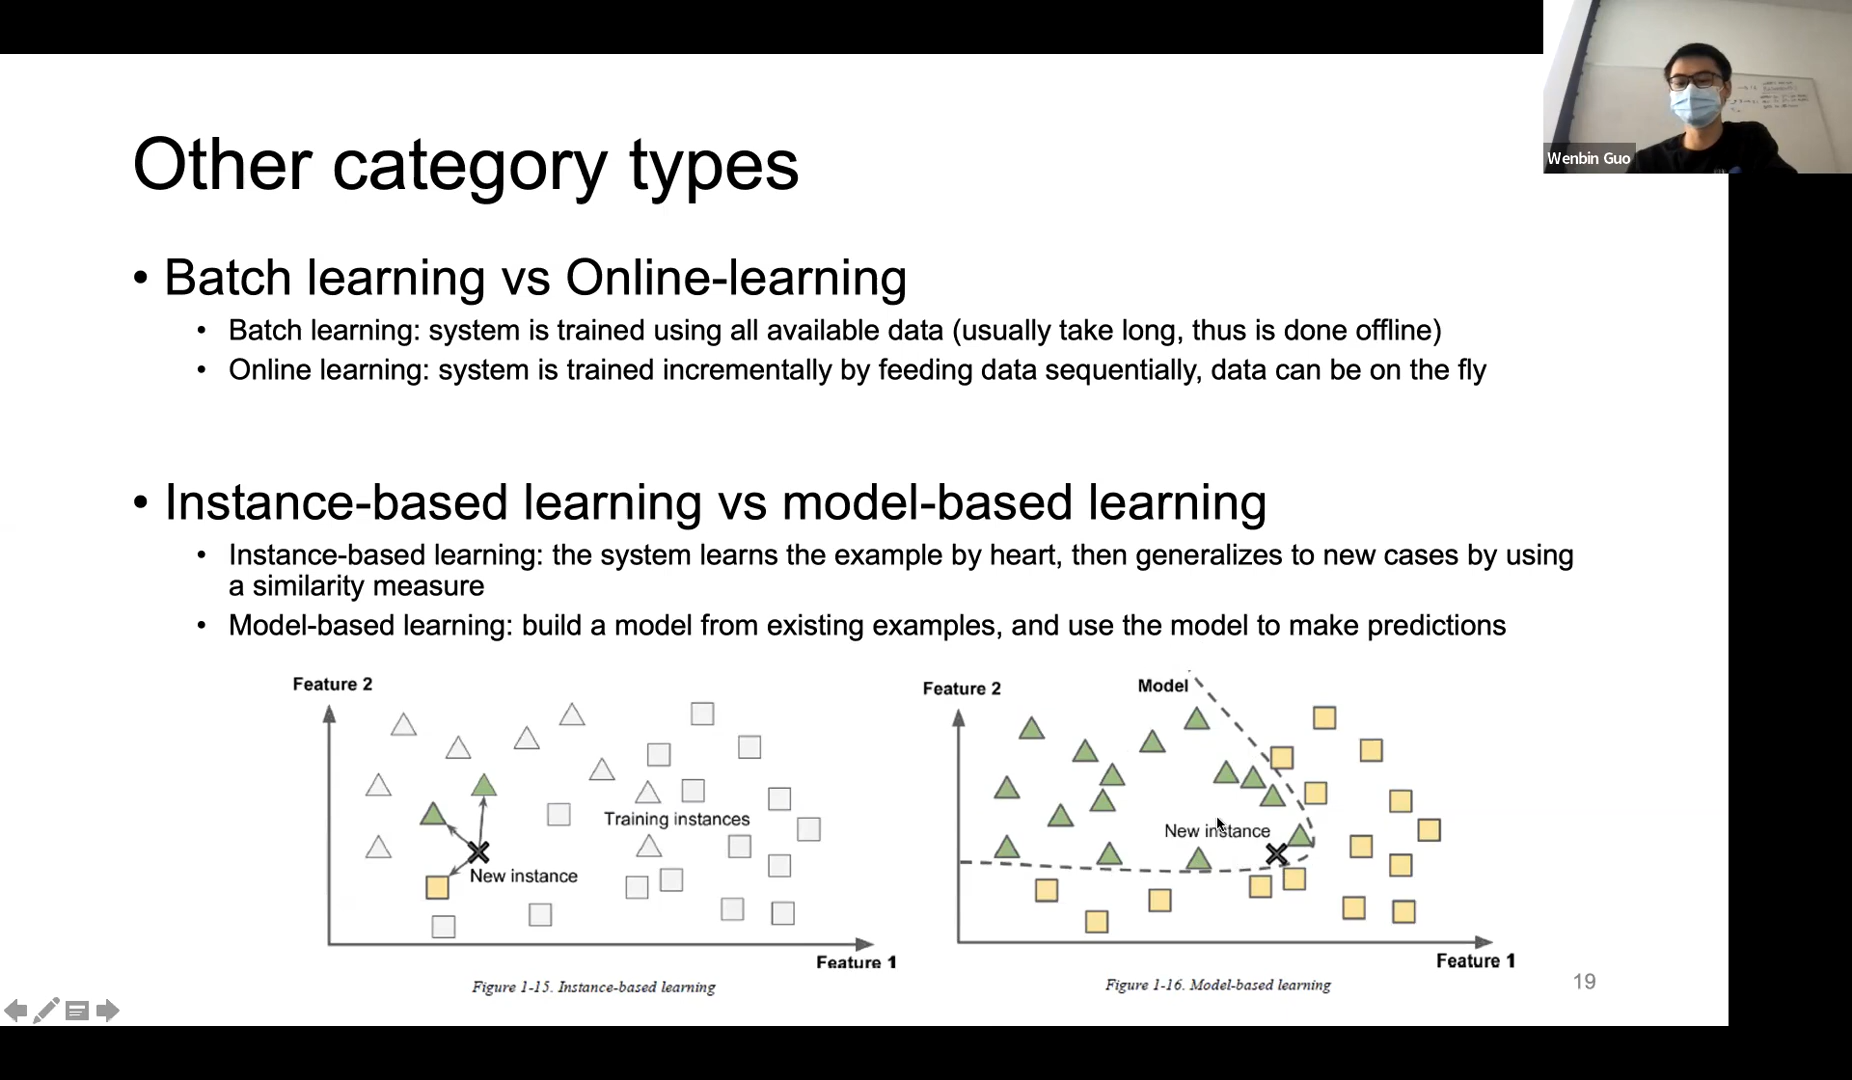 Wenbin Guo
Other category types
• Batch learning vs Online-learning
• Batch learning: system is trained using all available data (usually take long, thus is done offline)
• Online learning: system is trained incrementally by feeding data sequentially, data can be on the fly
• Instance-based learning vs model-based learning
• Instance-based learning: the system learns the example by heart, then generalizes to new cases by using
a similarity measure
• Model-based learning: build a model from existing examples, and use the model to make predictions
Feature 2
Training instances
New instance
Feature 1
Figure 1-15. Instance-based learning
Feature 2
Model
New instance
Feature 1
Figure 1-16. Model-based learning
19